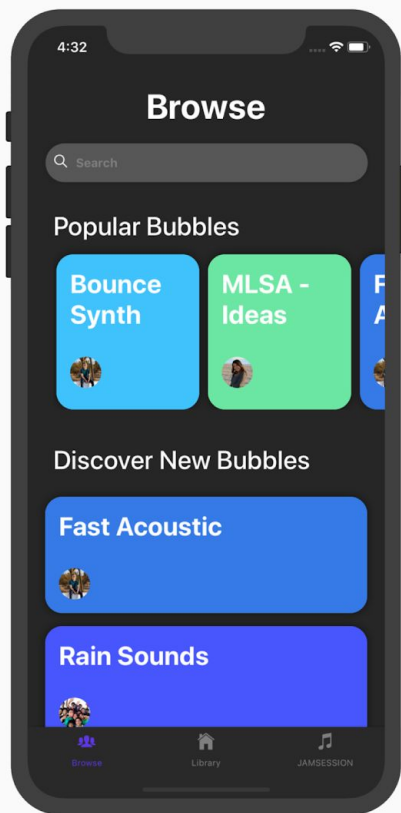 4:32
Browse
Search
Popular Bubbles
Bounce
Synth
MLSA -
Ideas
F
A
Discover New Bubbles
Fast Acoustic
Rain Sounds
Browse
Library
JAMSESSION